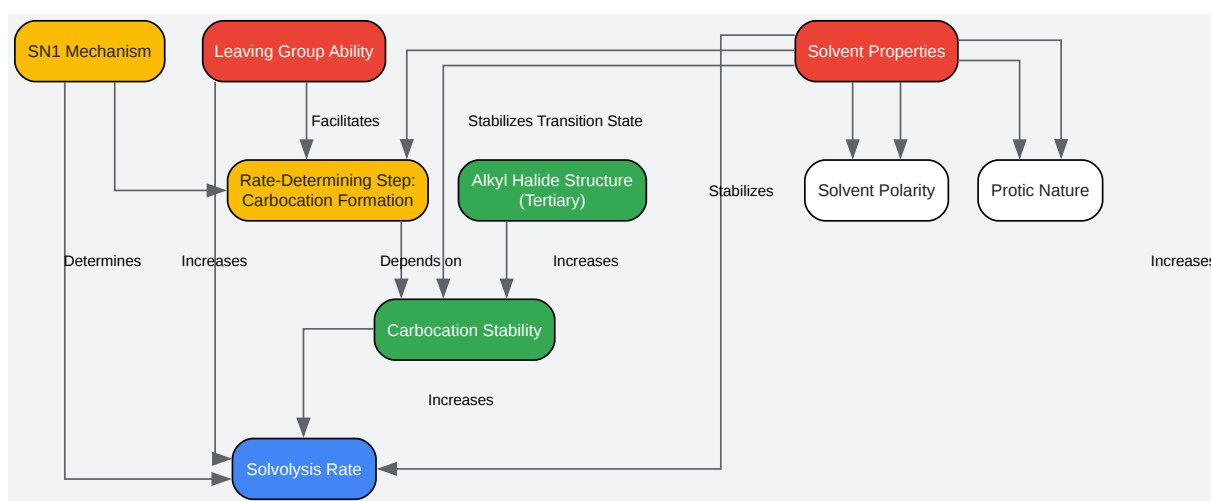 SN1 Mechanism
Leaving Group Ability
Solvent Properties
Facilitates
Stabilizes Transition State
Rate-Determining Step:
Carbocation Formation
Alkyl Halide Structure
(Tertiary)
Stabilizes
Solvent Polarity
Protic Nature
Determines
Increases
Depends on
Increases
Increases
Carbocation Stability
Increases
Solvolysis Rate